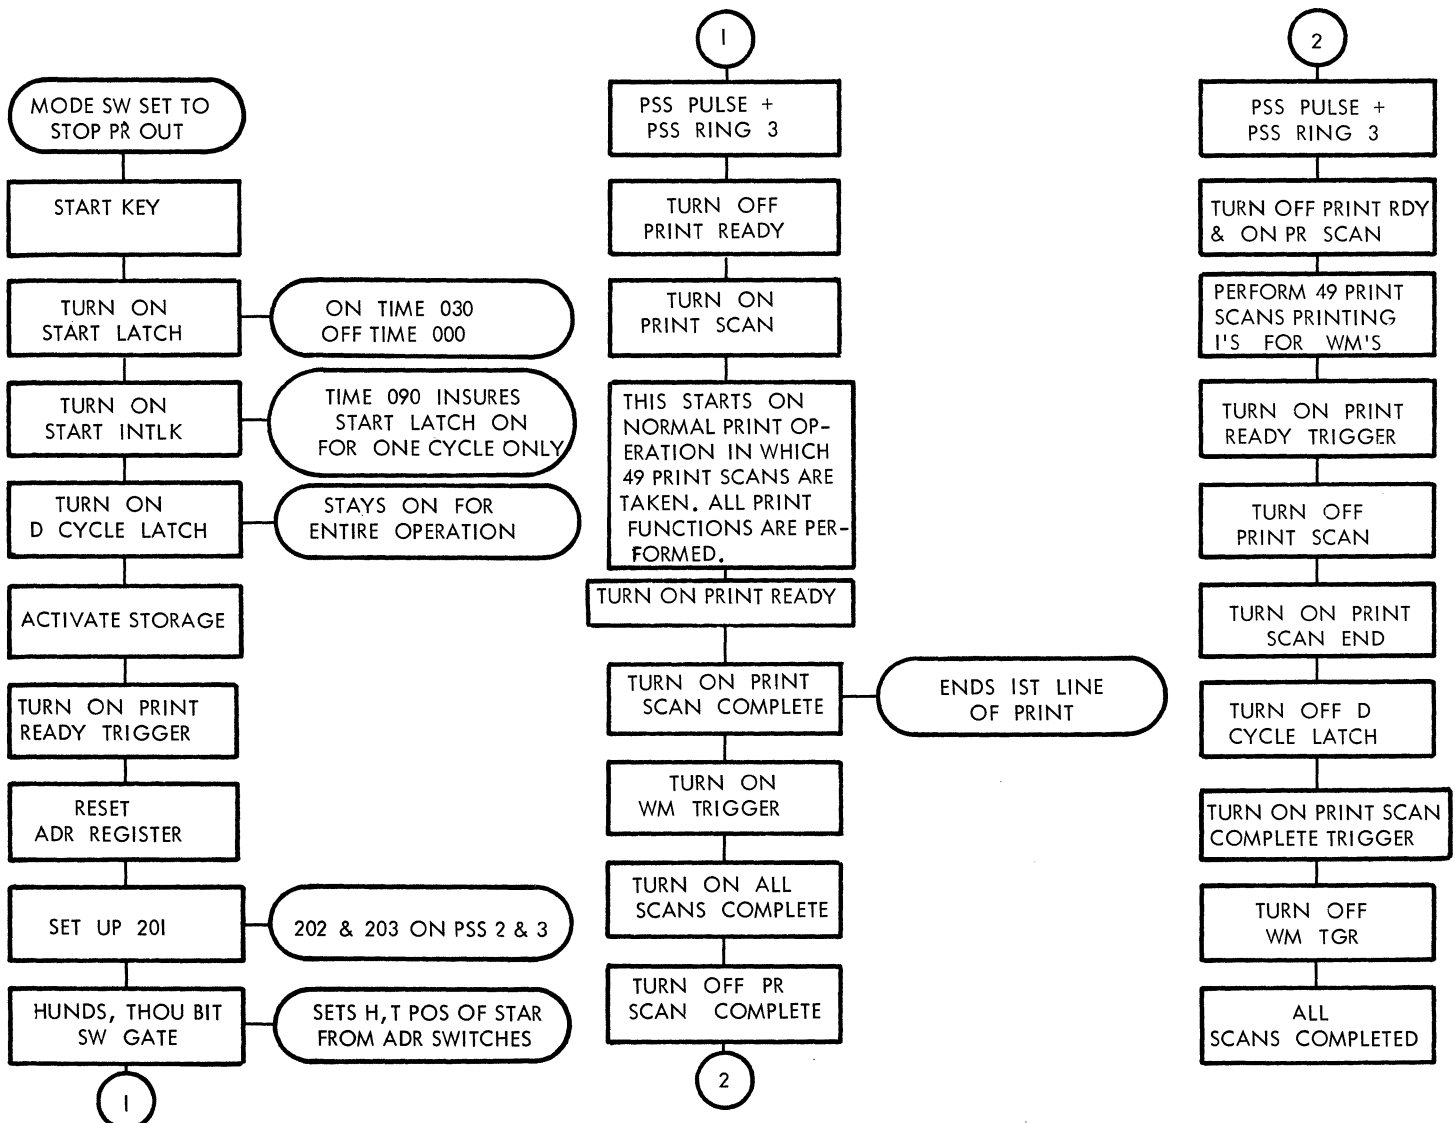 MODE SW SET TO
STOP PR OUT
START KEY
TURN ON
START LATCH
ON TIME 030
OFF TIME 000
TURN ON
START INTLK
TIME 090 INSURES
START LATCH ON
FOR ONE CYCLE ONLY
TURN ON
D CYCLE LATCH
STAYS ON FOR
ENTIRE OPERATION
ACTIVATE STORAGE
TURN ON PRINT
READY TRIGGER
RESET
ADR REGISTER
SET UP 201
202 & 203 ON PSS 2 & 3
HUNDS, THOU BIT
SW GATE
SETS H,T POS OF STAR
FROM ADR SWITCHES
1
1
PSS PULSE +
PSS RING 3
TURN OFF
PRINT READY
TURN ON
PRINT SCAN
THIS STARTS ON
NORMAL PRINT OP-
ERATION IN WHICH
49 PRINT SCANS ARE
TAKEN. ALL PRINT
FUNCTIONS ARE PER-
FORMED.
TURN ON PRINT READY
TURN ON PRINT
SCAN COMPLETE
ENDS 1ST LINE
OF PRINT
TURN ON
WM TRIGGER
TURN ON ALL
SCANS COMPLETE
TURN OFF PR
SCAN COMPLETE
2
2
PSS PULSE +
PSS RING 3
TURN OFF PRINT RDY
& ON PR SCAN
PERFORM 49 PRINT
SCANS PRINTING
1'S FOR WM'S
TURN ON PRINT
READY TRIGGER
TURN OFF
PRINT SCAN
TURN ON PRINT
SCAN END
TURN OFF D
CYCLE LATCH
TURN ON PRINT SCAN
COMPLETE TRIGGER
TURN OFF
WM TGR
ALL
SCANS COMPLETED